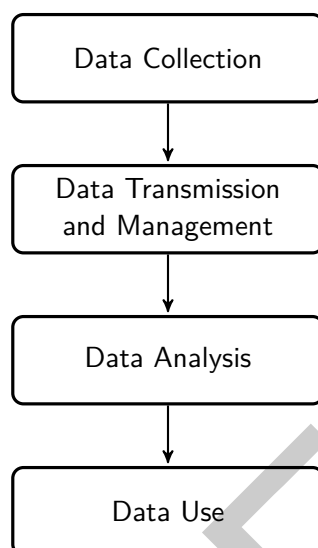 Data Collection
Data Transmission
and Management
Data Analysis
Data Use